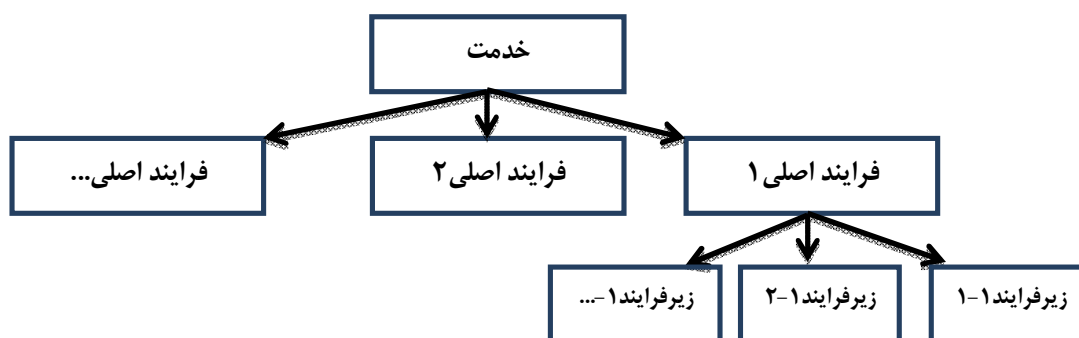 خدمت
فرایند اصلی۱
فرایند اصلی۲
فرایند اصلی...
زیرفرایند۱-۱
زیرفرایند۱-۲
زیرفرایند۱-...